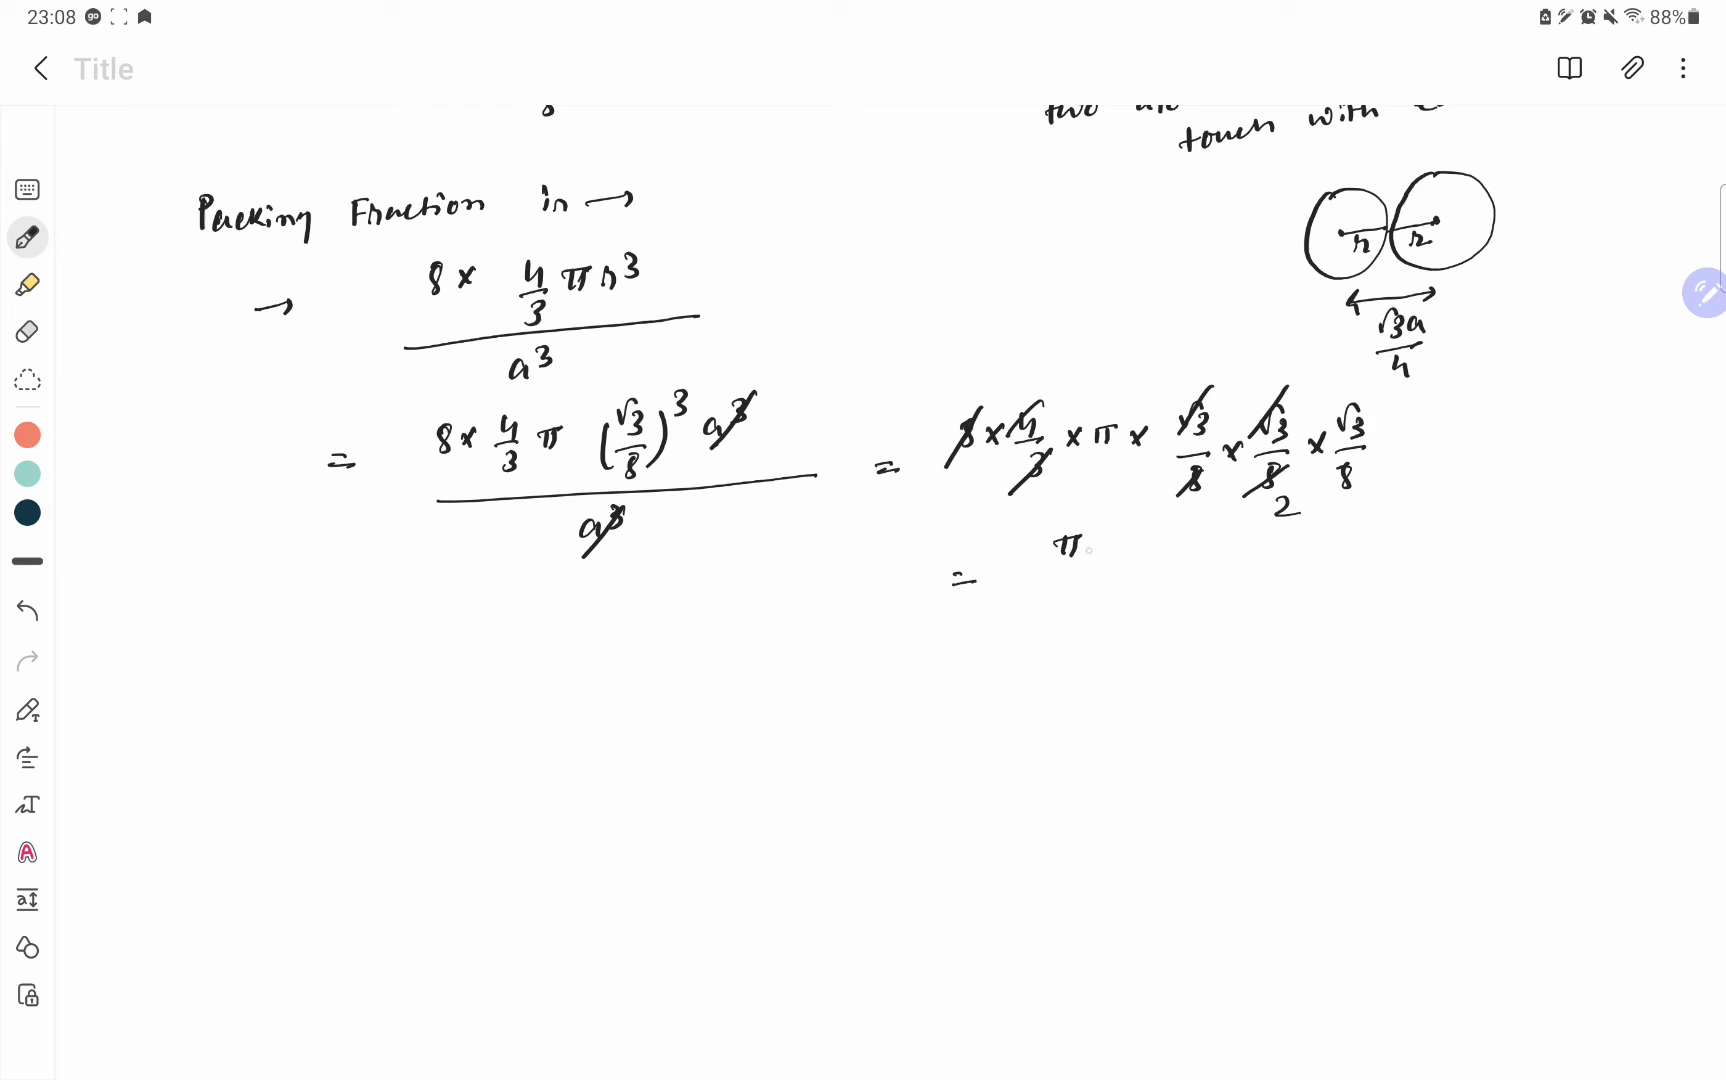 23:08 88%
Title
two
touch with
Packing Fraction in →
r r
→ 8 × 4/3 π r³ / a³
√3a/4
= 8 × 4/3 π (√3/8)³ a³ / a³ = 8 × 4/3 × π × √3/8 × √3/8 × √3/8
2
= π